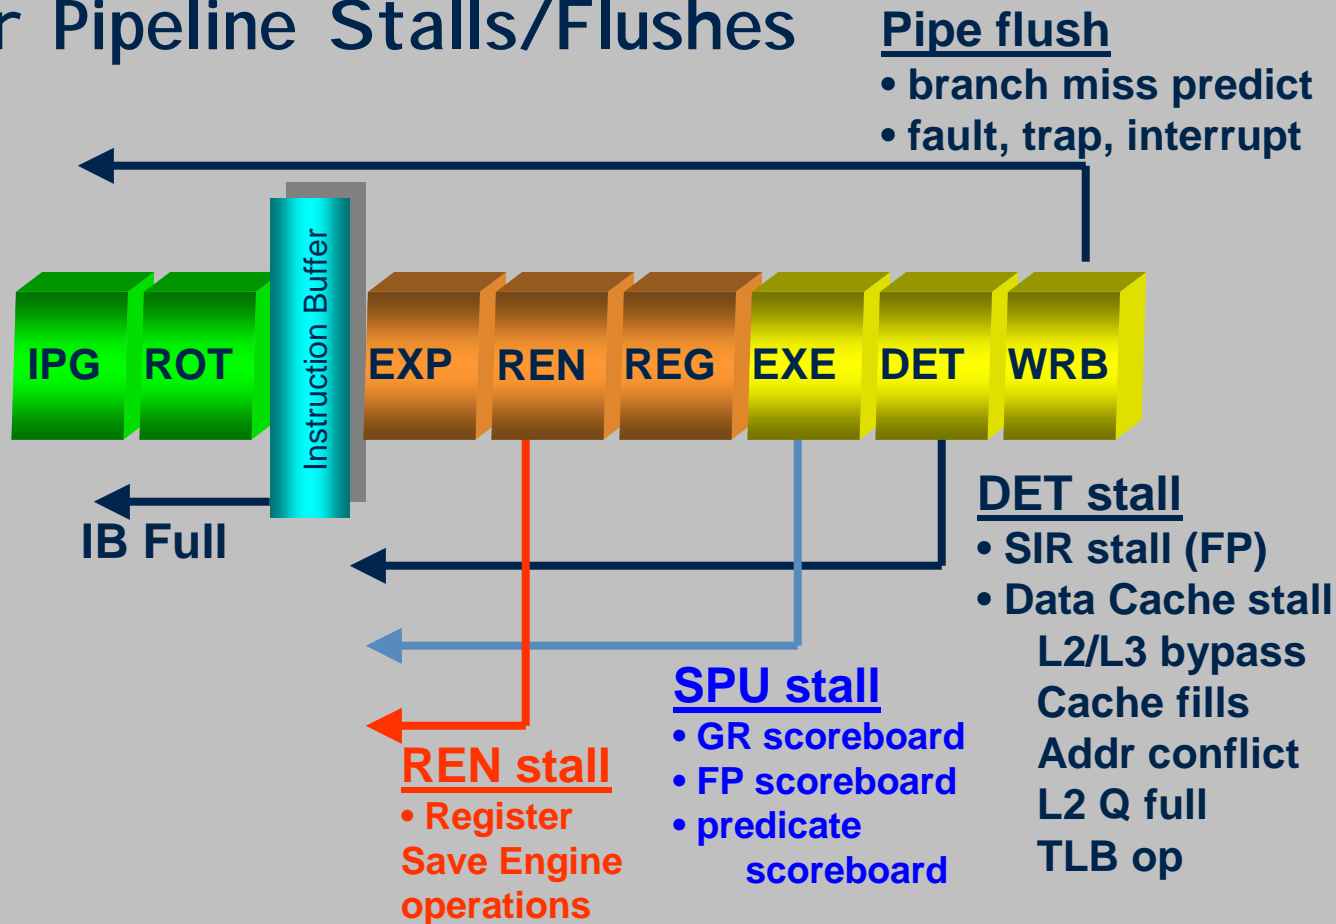 r Pipeline Stalls/Flushes
Pipe flush
• branch miss predict
• fault, trap, interrupt
Instruction Buffer
IPG
ROT
EXP
REN
REG
EXE
DET
WRB
IB Full
DET stall
• SIR stall (FP)
• Data Cache stall
L2/L3 bypass
Cache fills
Addr conflict
L2 Q full
TLB op
SPU stall
• GR scoreboard
• FP scoreboard
• predicate
scoreboard
REN stall
• Register
Save Engine
operations